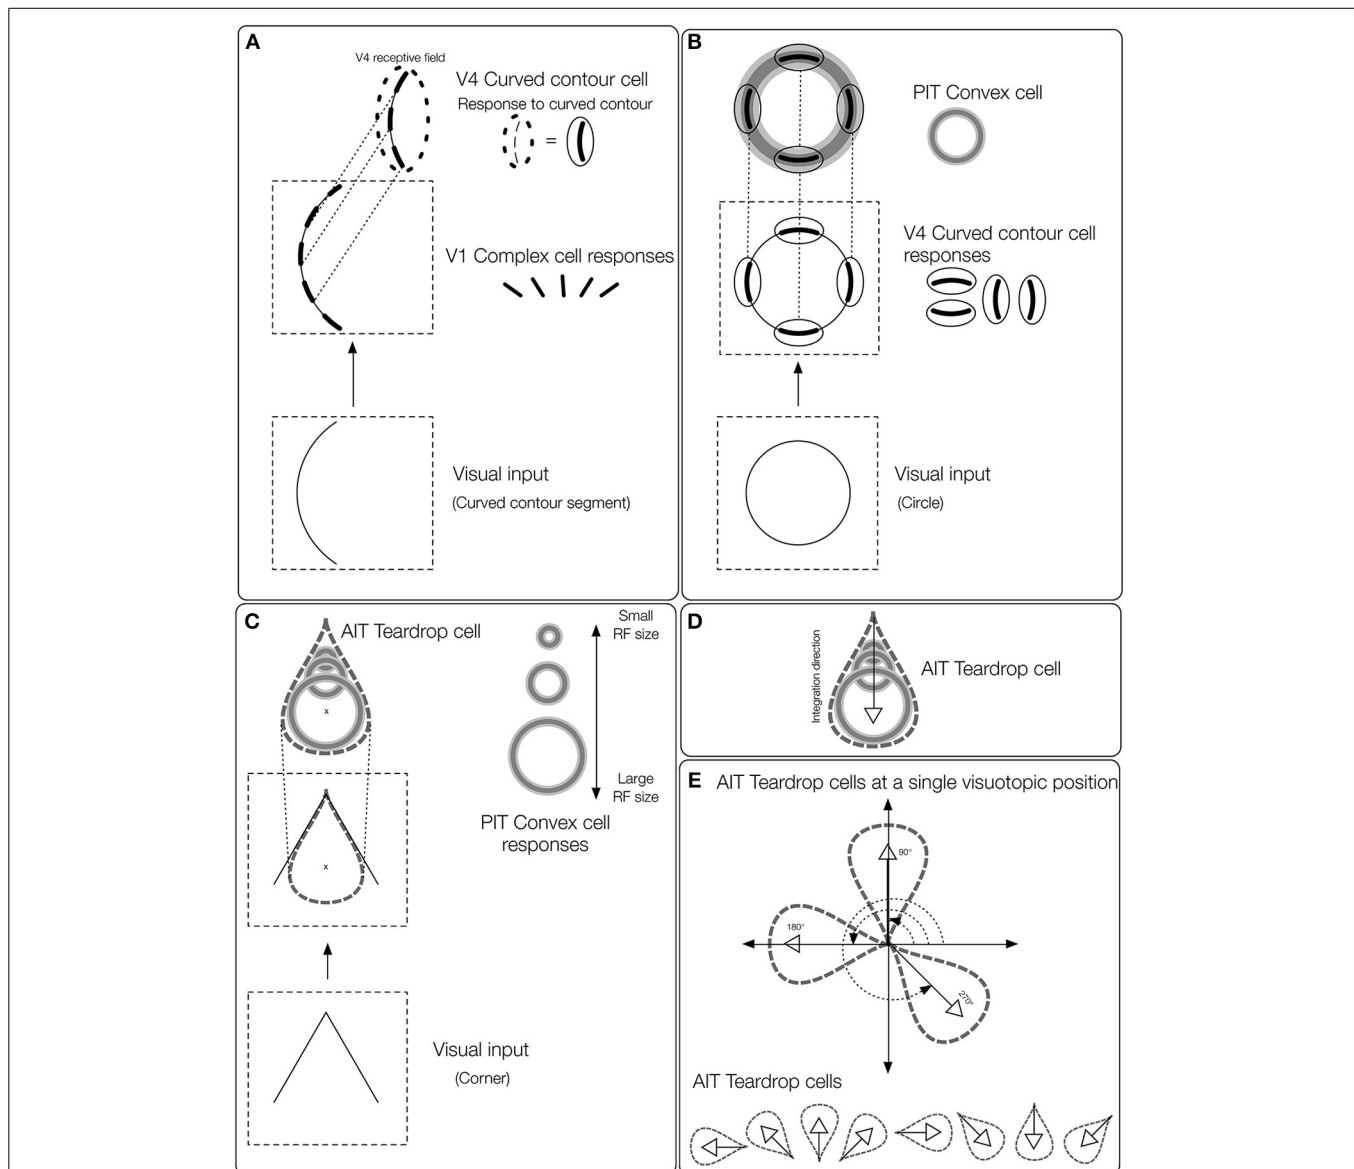 A
V4 receptive field
V4 Curved contour cell
Response to curved contour
=
V1 Complex cell responses
Visual input
(Curved contour segment)
B
PIT Convex cell
V4 Curved contour cell
responses
Visual input
(Circle)
C
AIT Teardrop cell
Small
RF size
x
Large
RF size
PIT Convex cell
responses
x
Visual input
(Corner)
D
Integration direction
AIT Teardrop cell
E
AIT Teardrop cells at a single visuotopic position
90°
180°
270°
AIT Teardrop cells